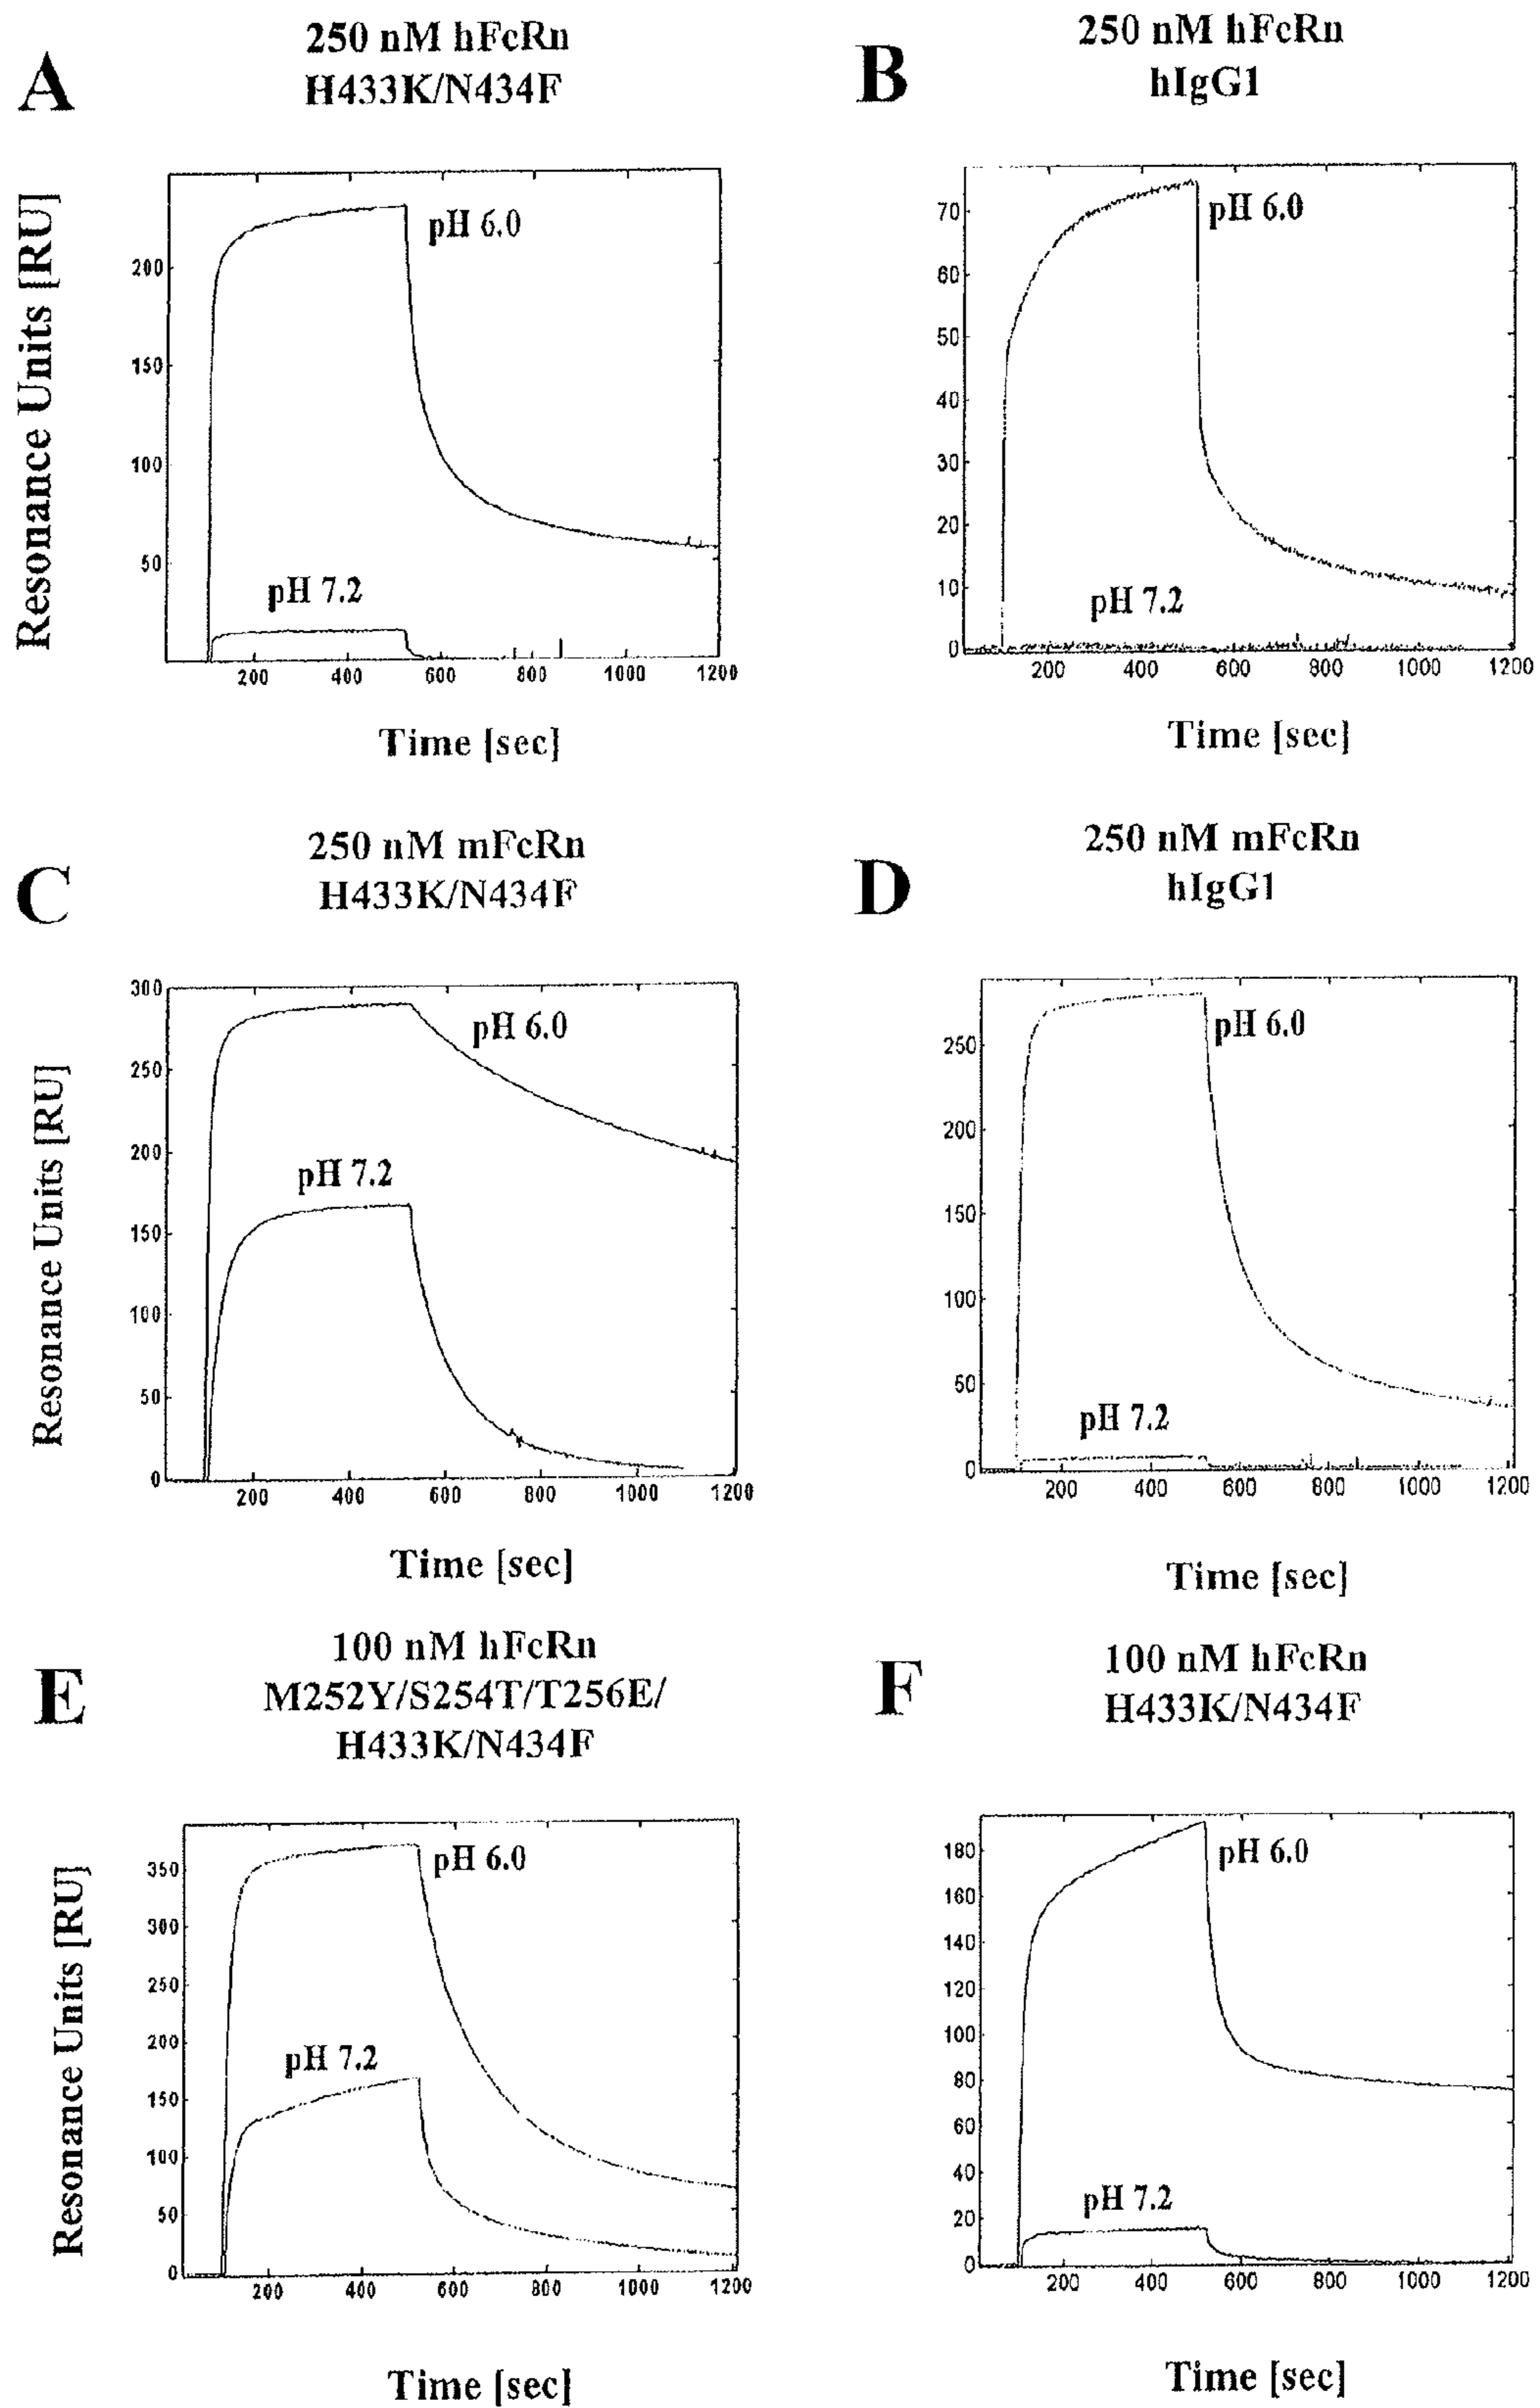 A
250 nM hFcRn
H433K/N434F
Resonance Units [RU]
200
150
100
50
pH 6.0
pH 7.2
200 400 600 800 1000 1200
Time [sec]
B
250 nM hFcRn
hIgG1
70
60
50
40
30
20
10
0
pH 6.0
pH 7.2
200 400 600 800 1000 1200
Time [sec]
C
250 nM mFcRn
H433K/N434F
Resonance Units [RU]
300
250
200
150
100
50
0
pH 6.0
pH 7.2
200 400 600 800 1000 1200
Time [sec]
D
250 nM mFcRn
hIgG1
250
200
150
100
50
0
pH 6.0
pH 7.2
200 400 600 800 1000 1200
Time [sec]
E
100 nM hFcRn
M252Y/S254T/T256E/
H433K/N434F
Resonance Units [RU]
350
300
250
200
150
100
50
0
pH 6.0
pH 7.2
200 400 600 800 1000 1200
Time [sec]
F
100 nM hFcRn
H433K/N434F
180
160
140
120
100
80
60
40
20
0
pH 6.0
pH 7.2
200 400 600 800 1000 1200
Time [sec]